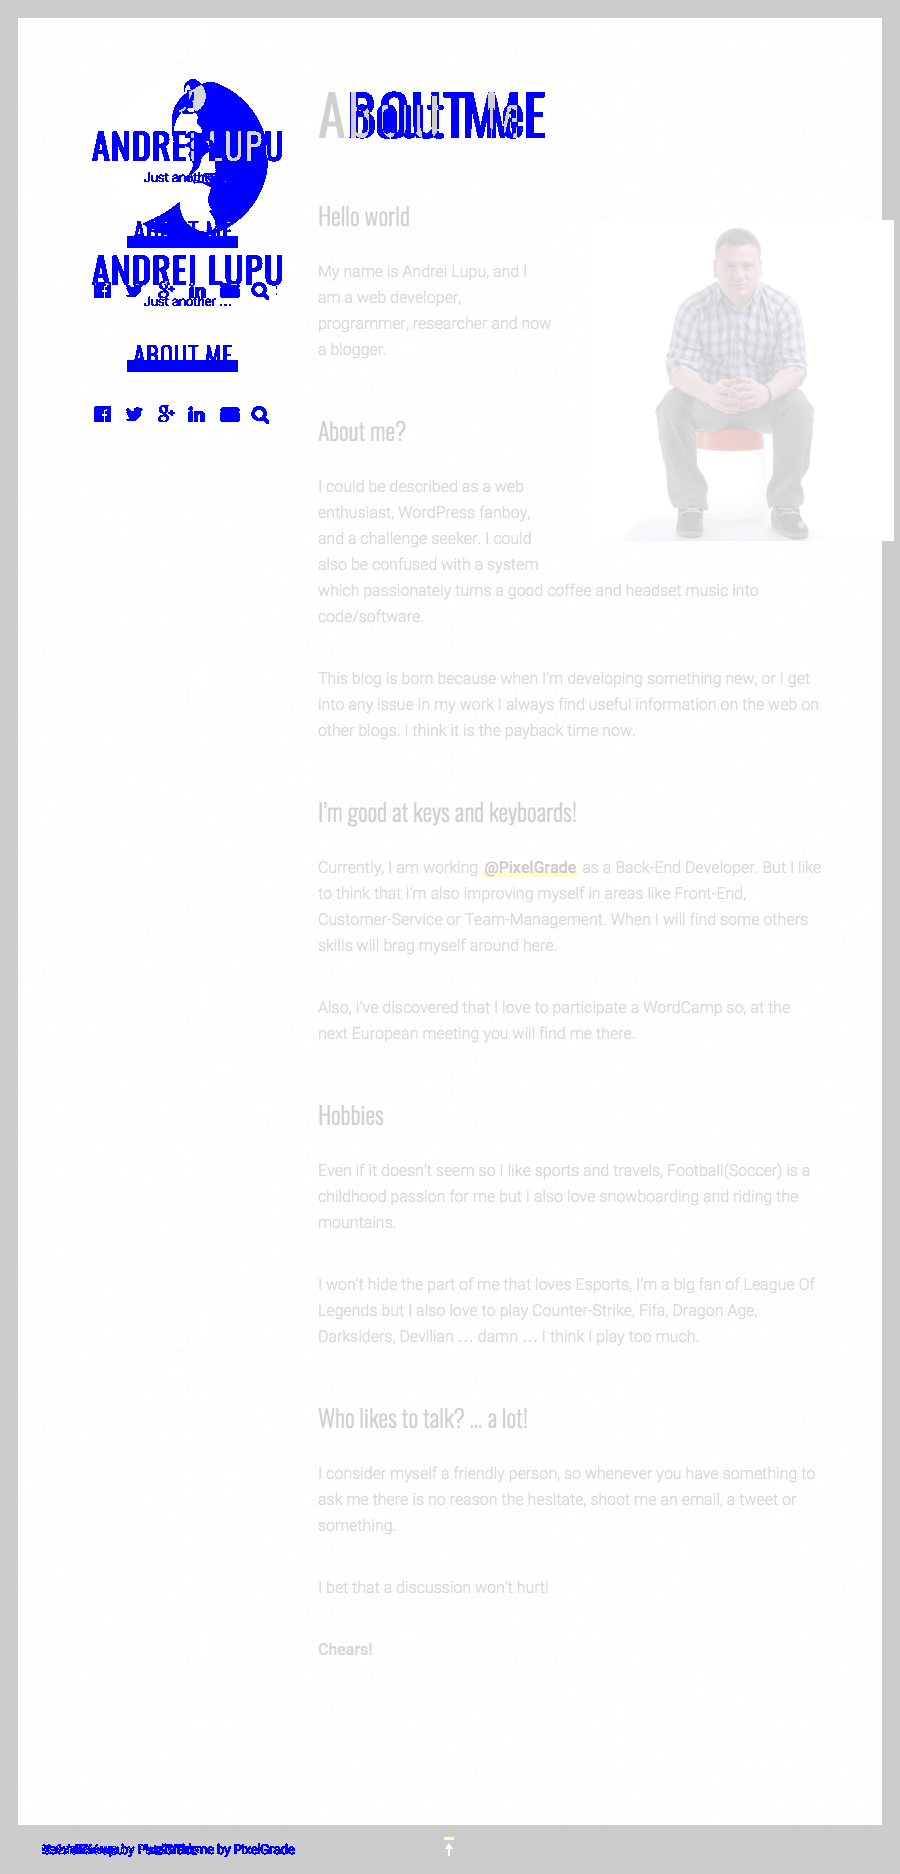 ANDREI LUPU
Just another
ABOUT ME
ANDREI LUPU
Just another ...
ABOUT ME
Hello world
My name is Andrei Lupu, and I
am a web developer,
programmer, researcher and now
a blogger.
About me?
I could be described as a web
enthusiast, WordPress fanboy,
and a challenge seeker. I could
also be confused with a system
which passionately turns a good coffee and headset music into
code/software.
This blog is born because when I'm developing something new, or I get
into any issue in my work I always find useful information on the web on
other blogs. I think it is the payback time now.
I'm good at keys and keyboards!
Currently, I am working @PixelGrade as a Back-End Developer. But I like
to think that I'm also improving myself in areas like Front-End,
Customer-Service or Team-Management. When I will find some others
skills will brag myself around here.
Also, I've discovered that I love to participate a WordCamp so, at the
next European meeting you will find me there.
Hobbies
Even if it doesn't seem so I like sports and travels, Football(Soccer) is a
childhood passion for me but I also love snowboarding and riding the
mountains.
I won't hide the part of me that loves Esports, I'm a big fan of League Of
Legends but I also love to play Counter-Strike, Fifa, Dragon Age,
Darksiders, Devilian ... damn ... I think I play too much.
Who likes to talk? ... a lot!
I consider myself a friendly person, so whenever you have something to
ask me there is no reason the hesitate, shoot me an email, a tweet or
something.
I bet that a discussion won't hurt!
Chears!
by PixelGrade